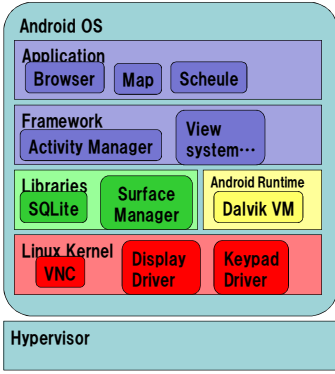 Android OS
Application
Browser
Map
Scheule
Framework
Activity Manager
View
system…
Libraries
SQLite
Surface
Manager
Android Runtime
Dalvik VM
Linux Kernel
VNC
Display
Driver
Keypad
Driver
Hypervisor